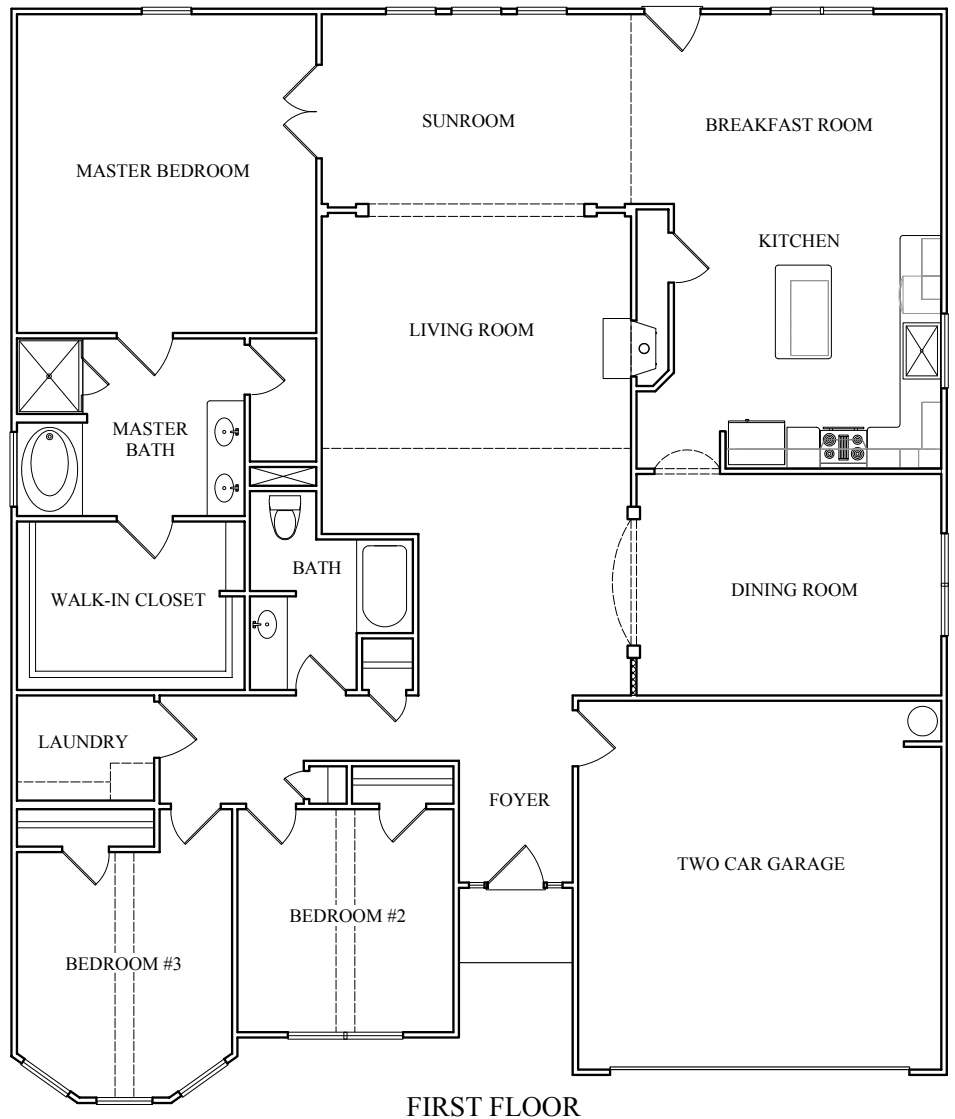 SUNROOM
BREAKFAST ROOM
MASTER BEDROOM
KITCHEN
LIVING ROOM
MASTER
BATH
BATH
WALK-IN CLOSET
DINING ROOM
LAUNDRY
FOYER
TWO CAR GARAGE
BEDROOM #2
BEDROOM #3
FIRST FLOOR